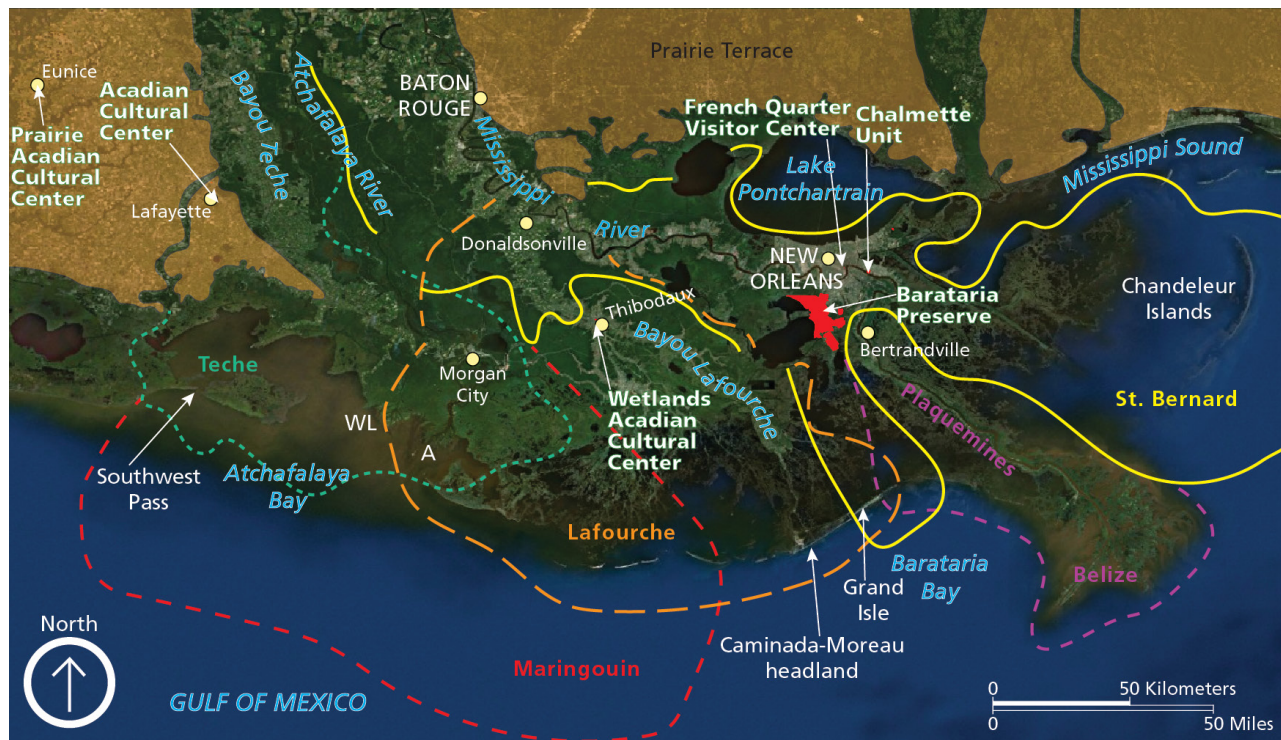 Prairie Terrace
Eunice
Acadian
Cultural
Center
Prairie
Acadian
Cultural
Center
Lafayette
Bayou Teche
Atchafalaya River
BATON
ROUGE
Mississippi
River
Donaldsonville
French Quarter
Visitor Center
Chalmette
Unit
Lake
Pontchartrain
Mississippi Sound
NEW
ORLEANS
Barataria
Preserve
Chandeleur
Islands
Thibodaux
Bayou Lafourche
Bertrandville
Teche
Morgan
City
WL
A
Wetlands
Acadian
Cultural
Center
Plaquemines
St. Bernard
Southwest
Pass
Atchafalaya
Bay
Lafourche
Barataria
Bay
Grand
Isle
Belize
Caminada-Moreau
headland
Maringouin
North
GULF OF MEXICO
0
50 Kilometers
0
50 Miles